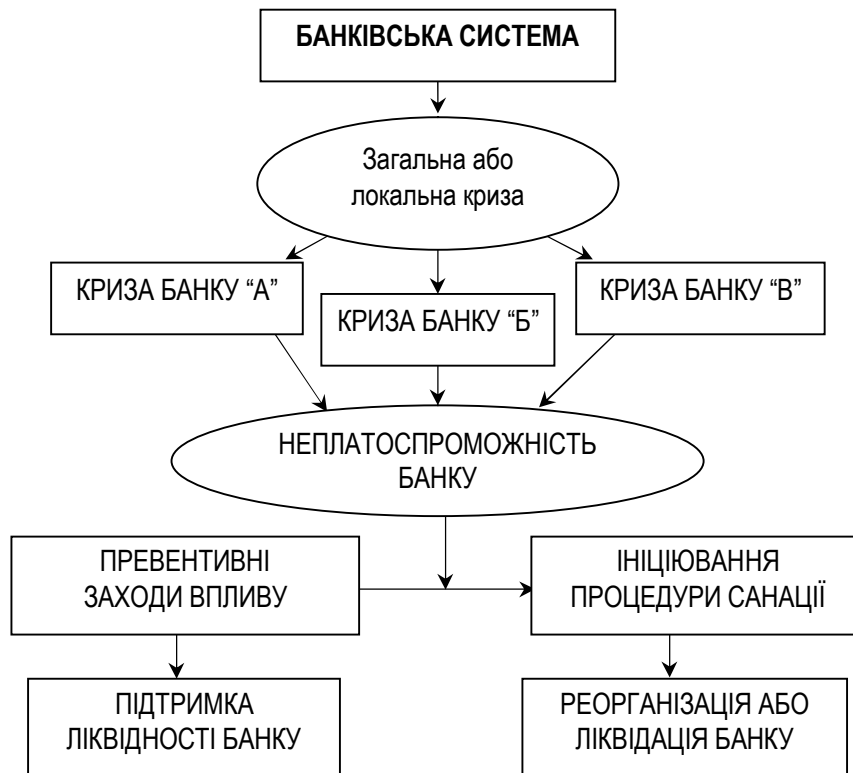 БАНКІВСЬКА СИСТЕМА
Загальна або
локальна криза
КРИЗА БАНКУ “А”
КРИЗА БАНКУ “Б”
КРИЗА БАНКУ “В”
НЕПЛАТОСПРОМОЖНІСТЬ
БАНКУ
ПРЕВЕНТИВНІ
ЗАХОДИ ВПЛИВУ
ІНІЦІЮВАННЯ
ПРОЦЕДУРИ САНАЦІЇ
ПІДТРИМКА
ЛІКВІДНОСТІ БАНКУ
РЕОРГАНІЗАЦІЯ АБО
ЛІКВІДАЦІЯ БАНКУ